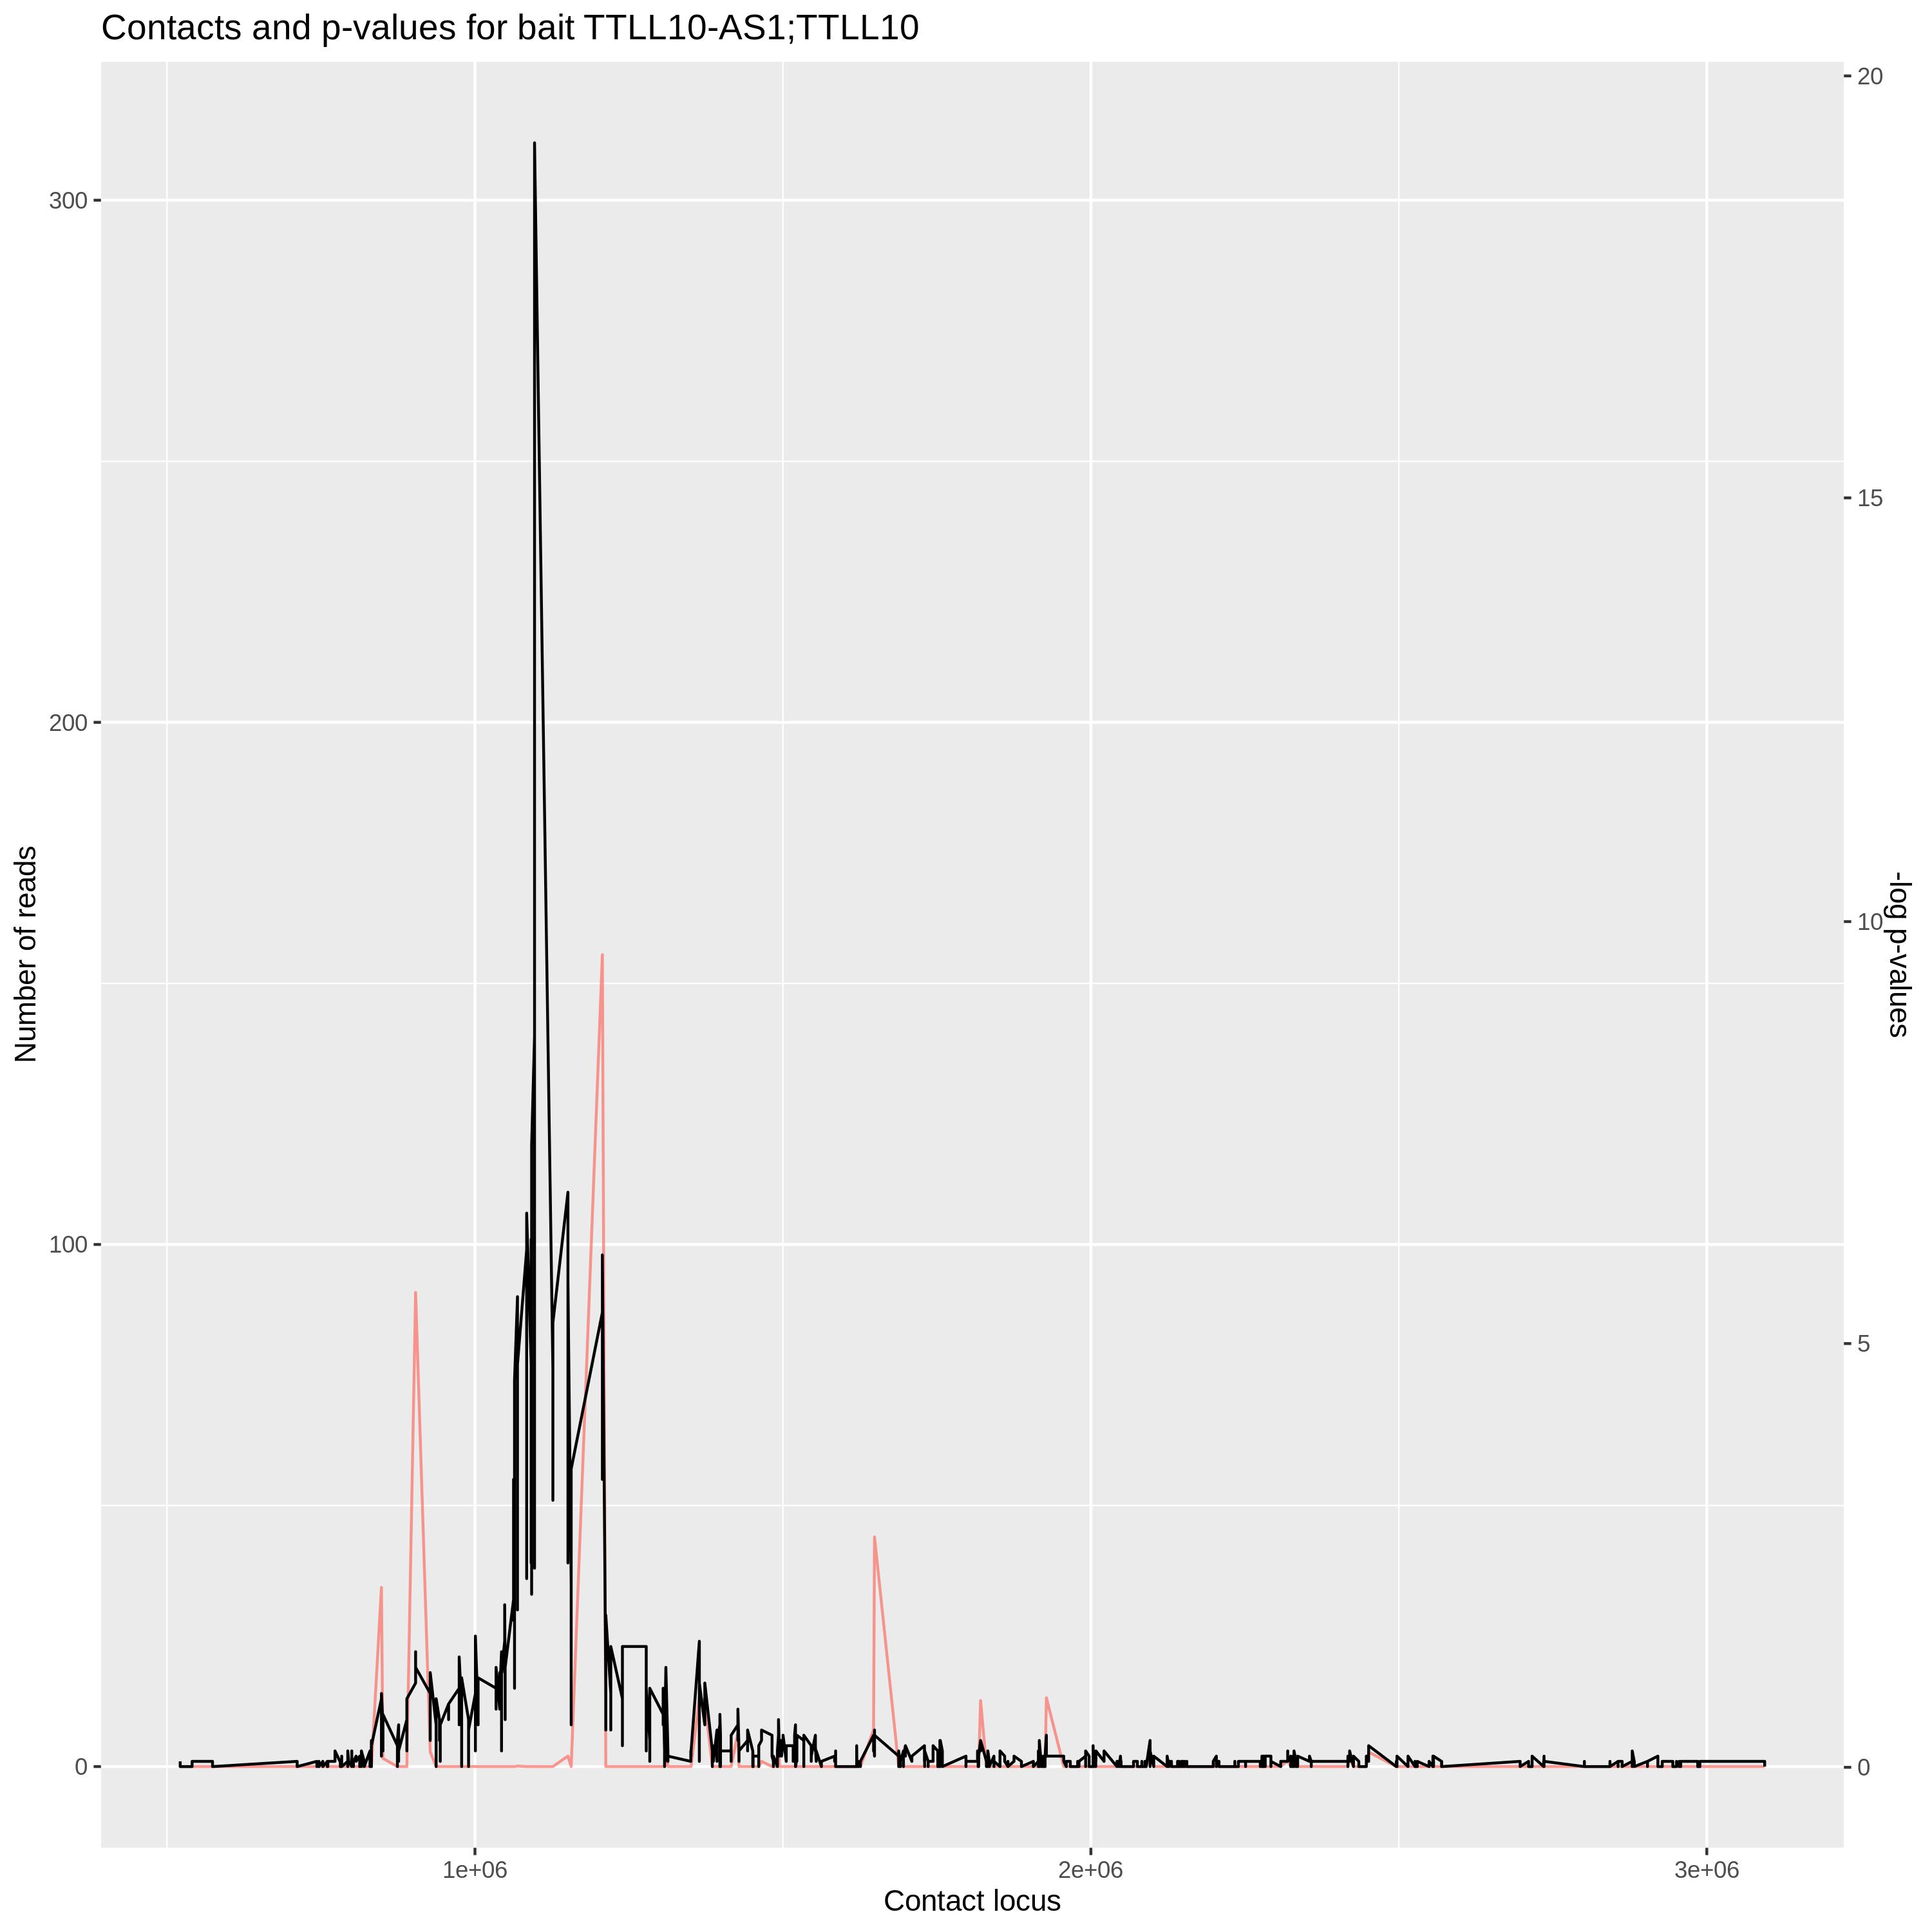 Contacts and p-values for bait TTLL10-AS1;TTLL10
300
200
100
0
Number of reads
20
15
10
5
0
-log p-values
1e+06
2e+06
3e+06
Contact locus